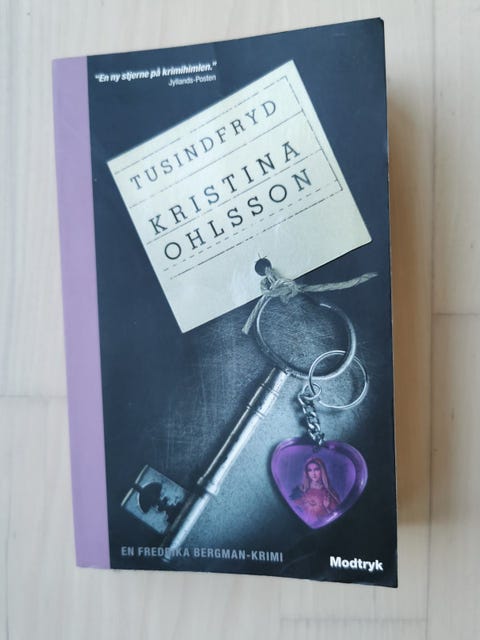 "En ny stjerne på krimihimlen."
Jyllands-Posten
TUSINDFRYD
KRISTINA
OHLSSON
EN FREDRIKA BERGMAN-KRIMI
Modtryk